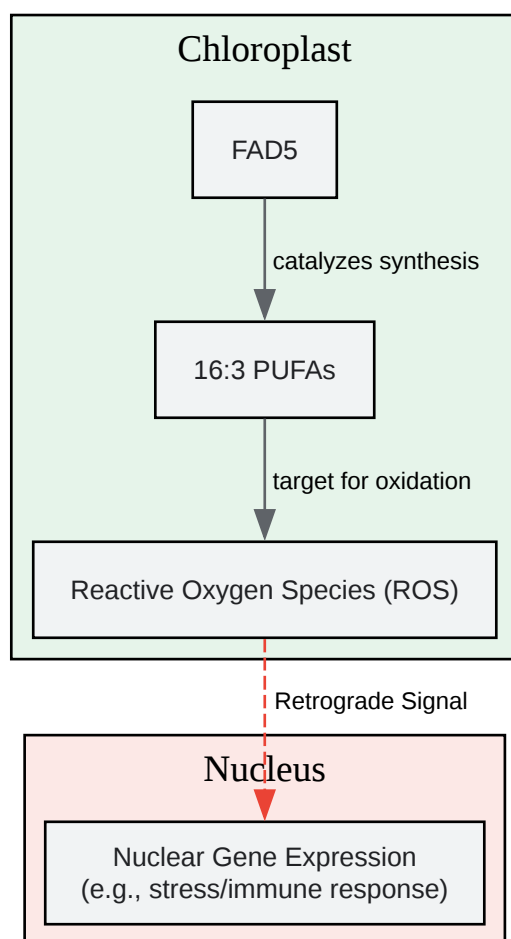 Chloroplast
FAD5
catalyzes synthesis
16:3 PUFAs
target for oxidation
Reactive Oxygen Species (ROS)
Retrograde Signal
Nucleus
Nuclear Gene Expression
(e.g., stress/immune response)